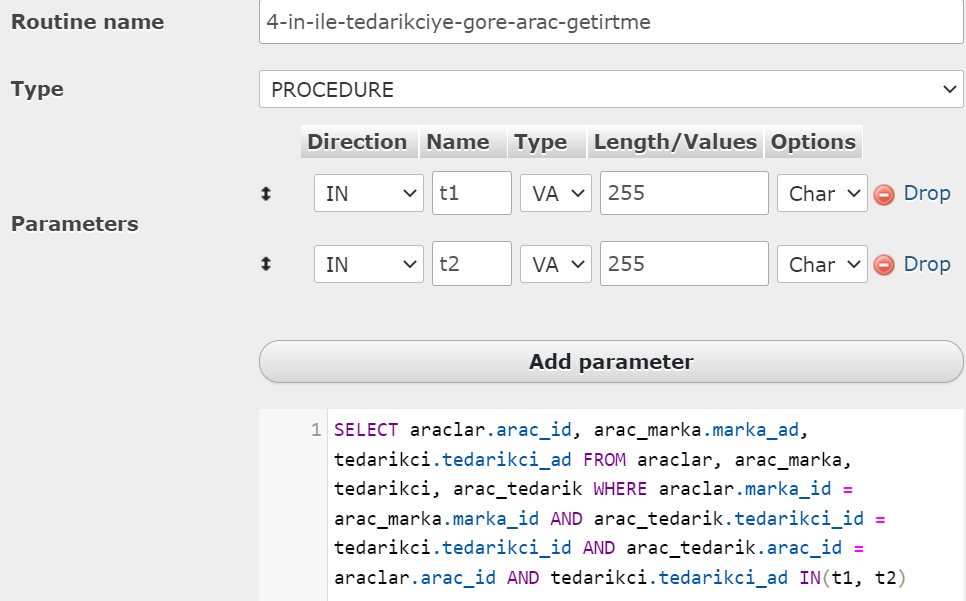 Routine name 4-in-ile-tedarikciye-gore-arac-getirtme
Type PROCEDURE
Direction Name Type Length/Values Options
IN t1 VA 255 Char Drop
Parameters
IN t2 VA 255 Char Drop
Add parameter
1 SELECT araclar.arac_id, arac_marka.marka_ad,
tedarikci.tedarikci_ad FROM araclar, arac_marka,
tedarikci, arac_tedarik WHERE araclar.marka_id =
arac_marka.marka_id AND arac_tedarik.tedarikci_id =
tedarikci.tedarikci_id AND arac_tedarik.arac_id =
araclar.arac_id AND tedarikci.tedarikci_ad IN(t1, t2)